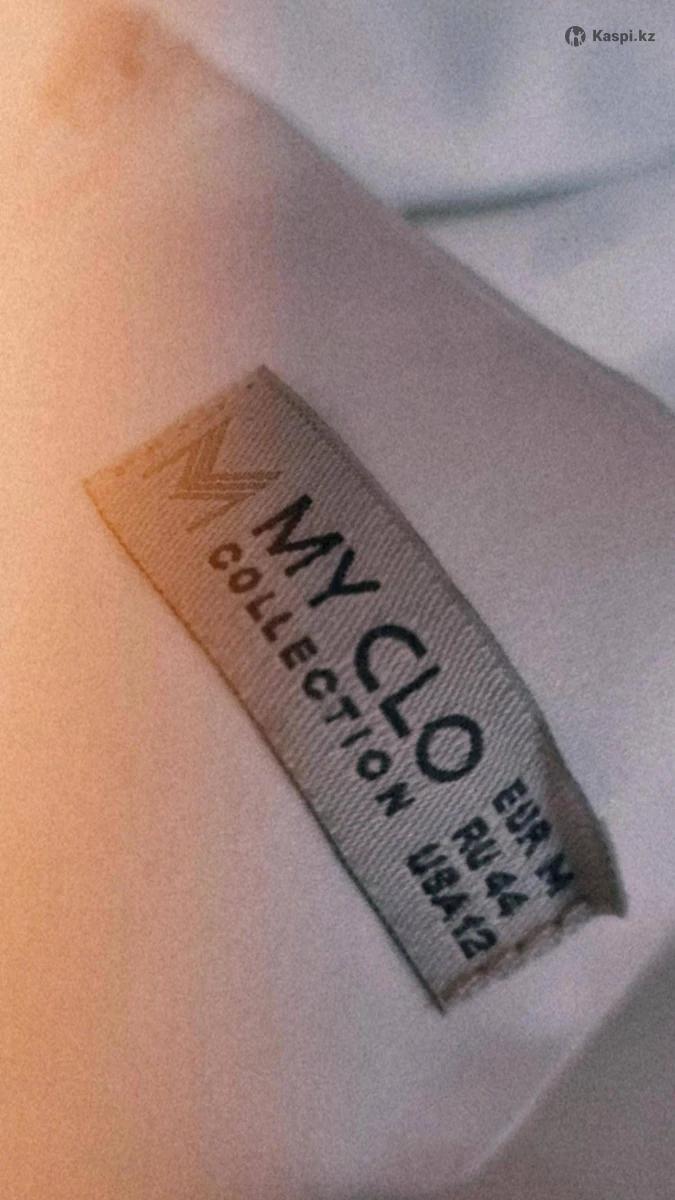 Kaspi.kz
MY CLO
COLLECTION
EUR M
RU 44
USA 12